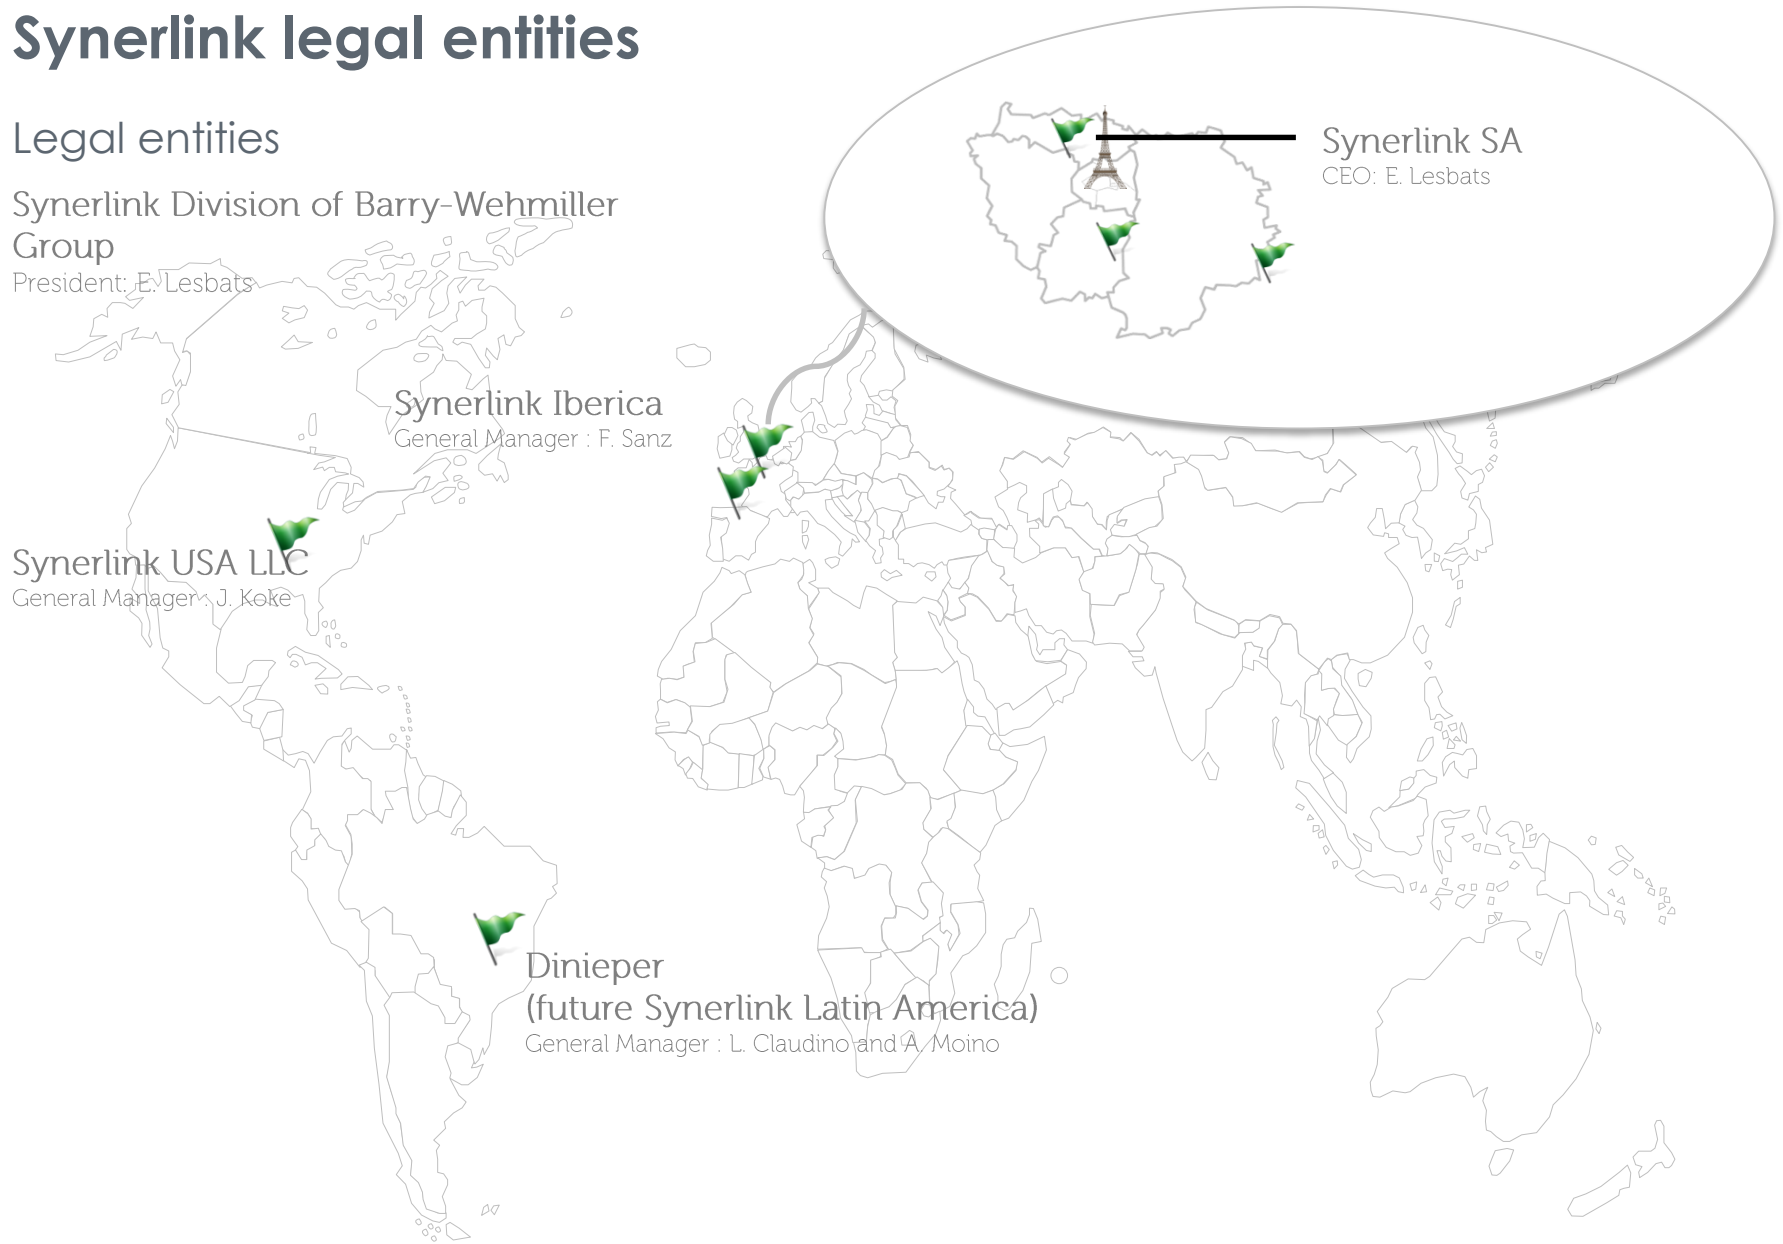 Synerlink legal entities
Legal entities
Synerlink Division of Barry-Wehmiller
Group
President: E. Lesbats
Synerlink SA
CEO: E. Lesbats
Synerlink Iberica
General Manager : F. Sanz
Synerlink USA LLC
General Manager : J. Koke
Dinieper
(future Synerlink Latin America)
General Manager : L. Claudino and A. Moino